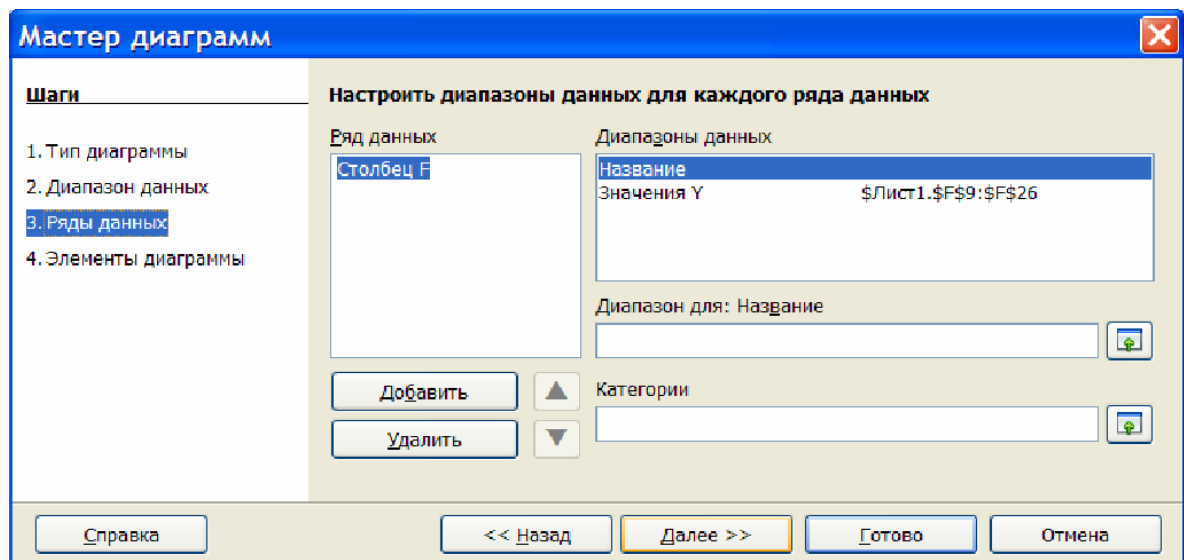 Мастер диаграмм
Шаги
1. Тип диаграммы
2. Диапазон данных
3. Ряды данных
4. Элементы диаграммы
Настроить диапазоны данных для каждого ряда данных
Ряд данных
Столбец F
Добавить
Удалить
Диапазоны данных
Название
Значения Y $Лист1.$F$9:$F$26
Диапазон для: Название
Категории
Справка
<< Назад
Далее >>
Готово
Отмена